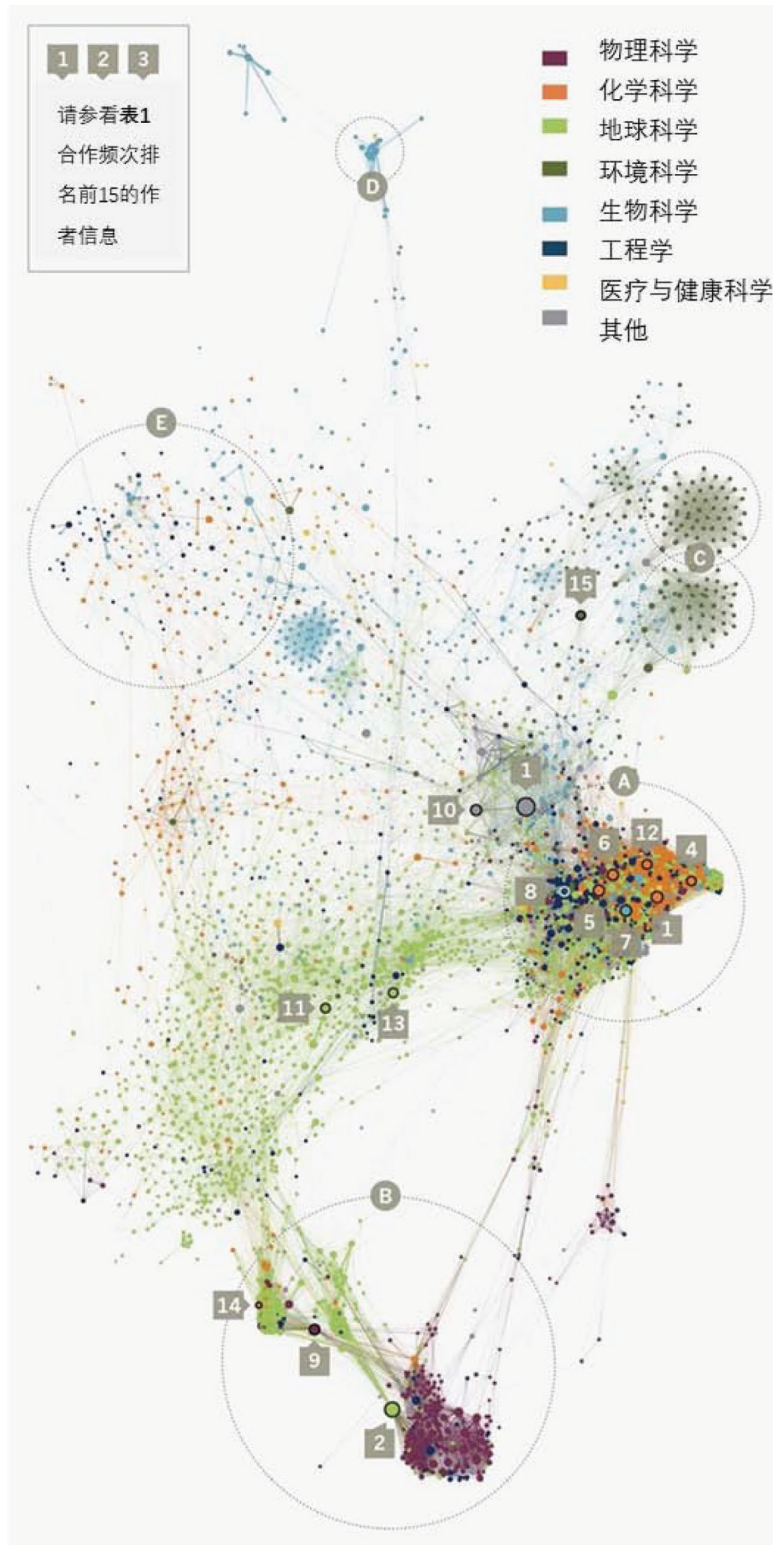 1 2 3
请参看表1
合作频次排
名前15的作
者信息
物理科学
化学科学
地球科学
环境科学
生物科学
工程学
医疗与健康科学
其他
D
E
C
15
1
A
10
12
6
4
8
5
1
7
11
13
B
14
9
2